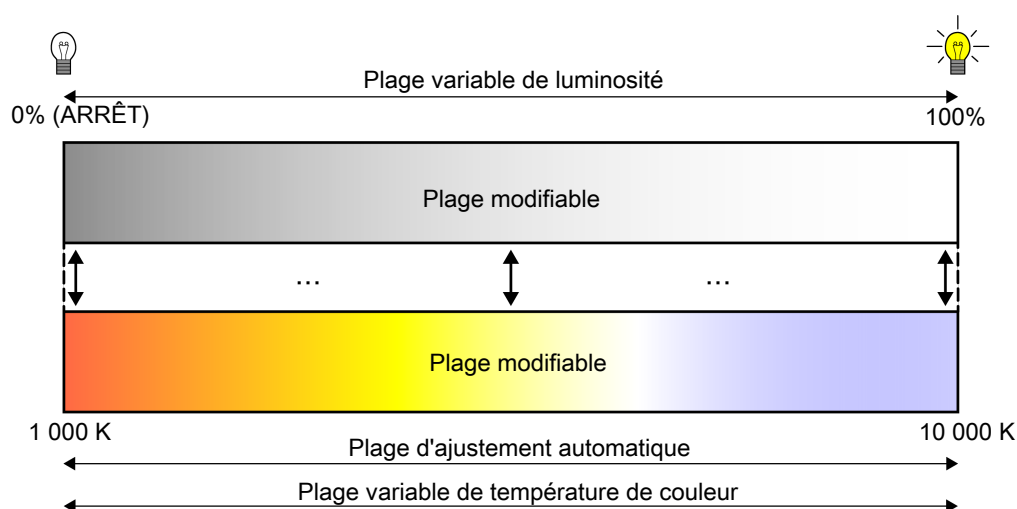 Plage variable de luminosité
0% (ARRÊT)
100%
Plage modifiable
... ...
Plage modifiable
1 000 K
10 000 K
Plage d'ajustement automatique
Plage variable de température de couleur